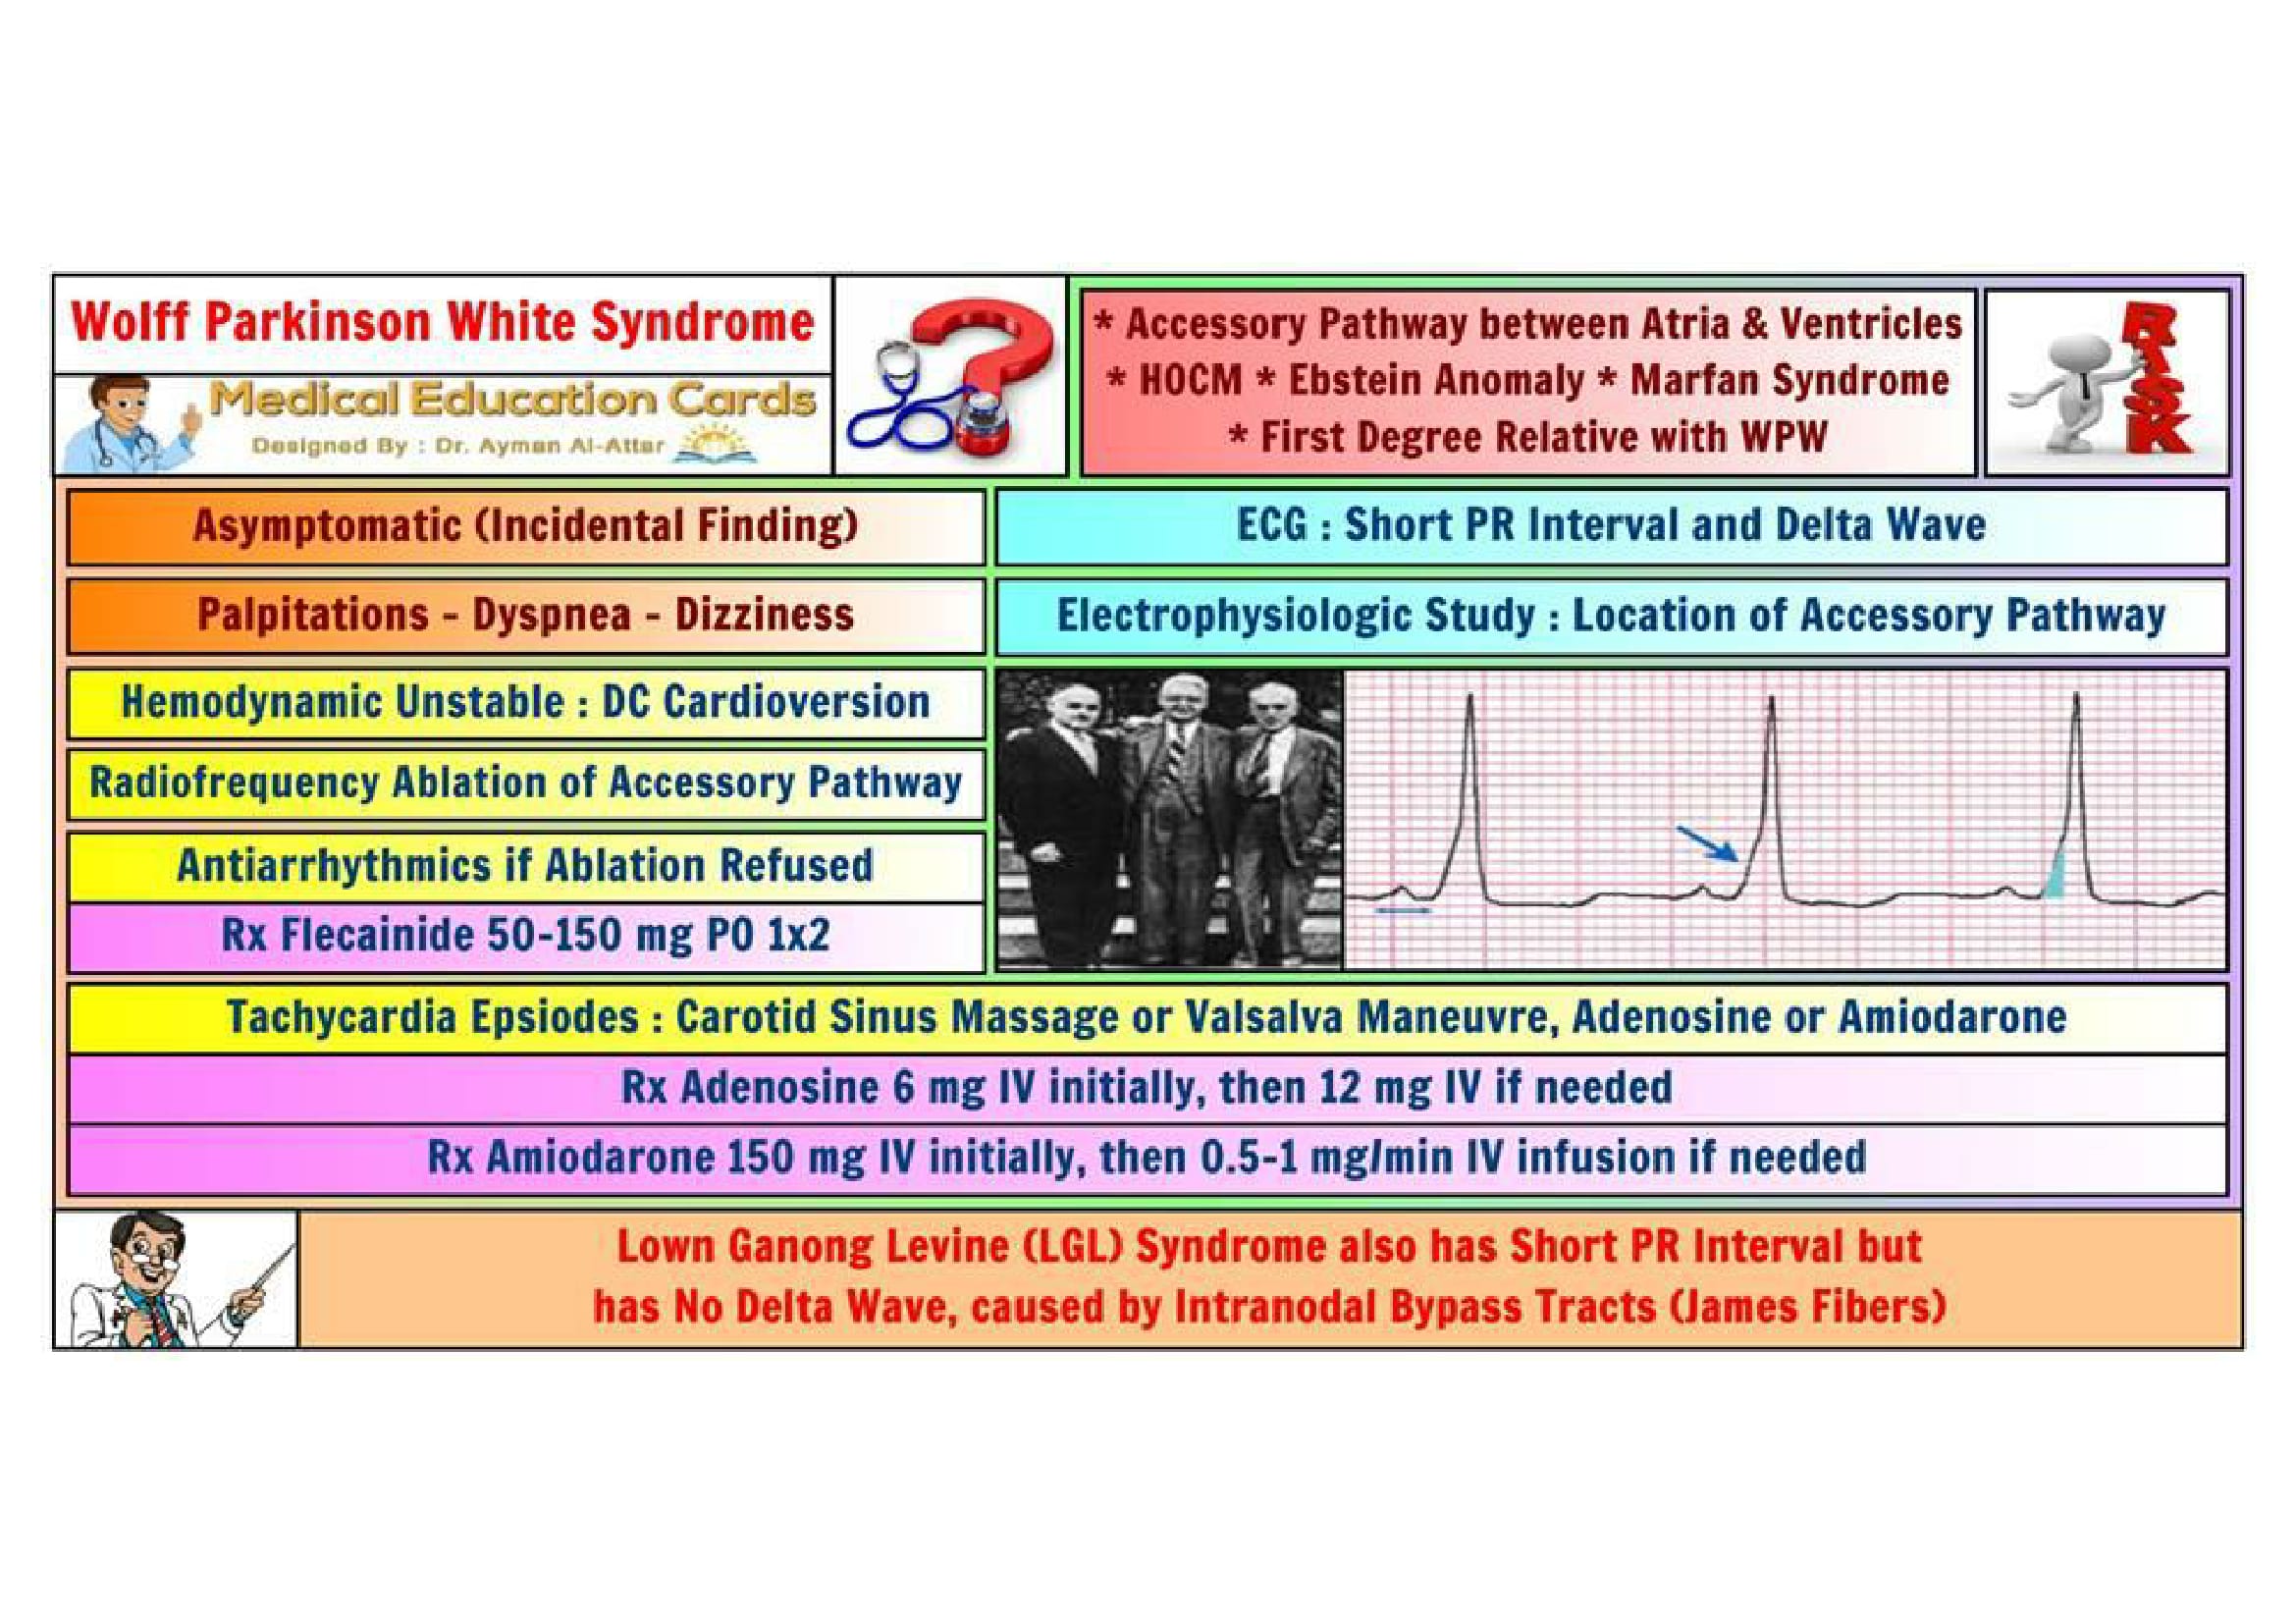 Wolff Parkinson White Syndrome
Medical Education Cards
Designed By : Dr. Ayman Al-Attar
* Accessory Pathway between Atria & Ventricles
* HOCM * Ebstein Anomaly * Marfan Syndrome
* First Degree Relative with WPW
RISK
Asymptomatic (Incidental Finding)
ECG : Short PR Interval and Delta Wave
Palpitations - Dyspnea - Dizziness
Electrophysiologic Study : Location of Accessory Pathway
Hemodynamic Unstable : DC Cardioversion
Radiofrequency Ablation of Accessory Pathway
Antiarrhythmics if Ablation Refused
Rx Flecainide 50-150 mg PO 1x2
Tachycardia Epsiodes : Carotid Sinus Massage or Valsalva Maneuvre, Adenosine or Amiodarone
Rx Adenosine 6 mg IV initially, then 12 mg IV if needed
Rx Amiodarone 150 mg IV initially, then 0.5-1 mg/min IV infusion if needed
Lown Ganong Levine (LGL) Syndrome also has Short PR Interval but
has No Delta Wave, caused by Intranodal Bypass Tracts (James Fibers)